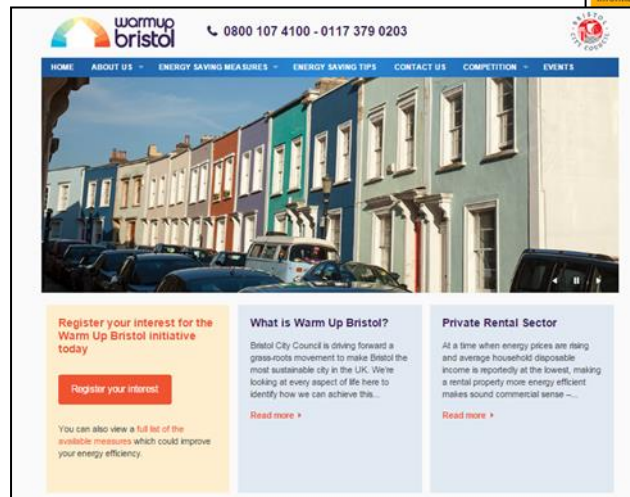 warmup
bristol
0800 107 4100 - 0117 379 0203
BRISTOL
CITY COUNCIL
HOME ABOUT US ENERGY SAVING MEASURES ENERGY SAVING TIPS CONTACT US COMPETITION EVENTS
Register your interest for the
Warm Up Bristol initiative
today
Register your interest
You can also view a full list of the
available measures which could improve
your energy efficiency.
What is Warm Up Bristol?
Bristol City Council is driving forward a
grass-roots movement to make Bristol the
most sustainable city in the UK. We're
looking at every aspect of life here to
identify how we can achieve this...
Read more
Private Rental Sector
At a time when energy prices are rising
and average household disposable
income is reportedly at the lowest, making
a rental property more energy efficient
makes sound commercial sense –...
Read more